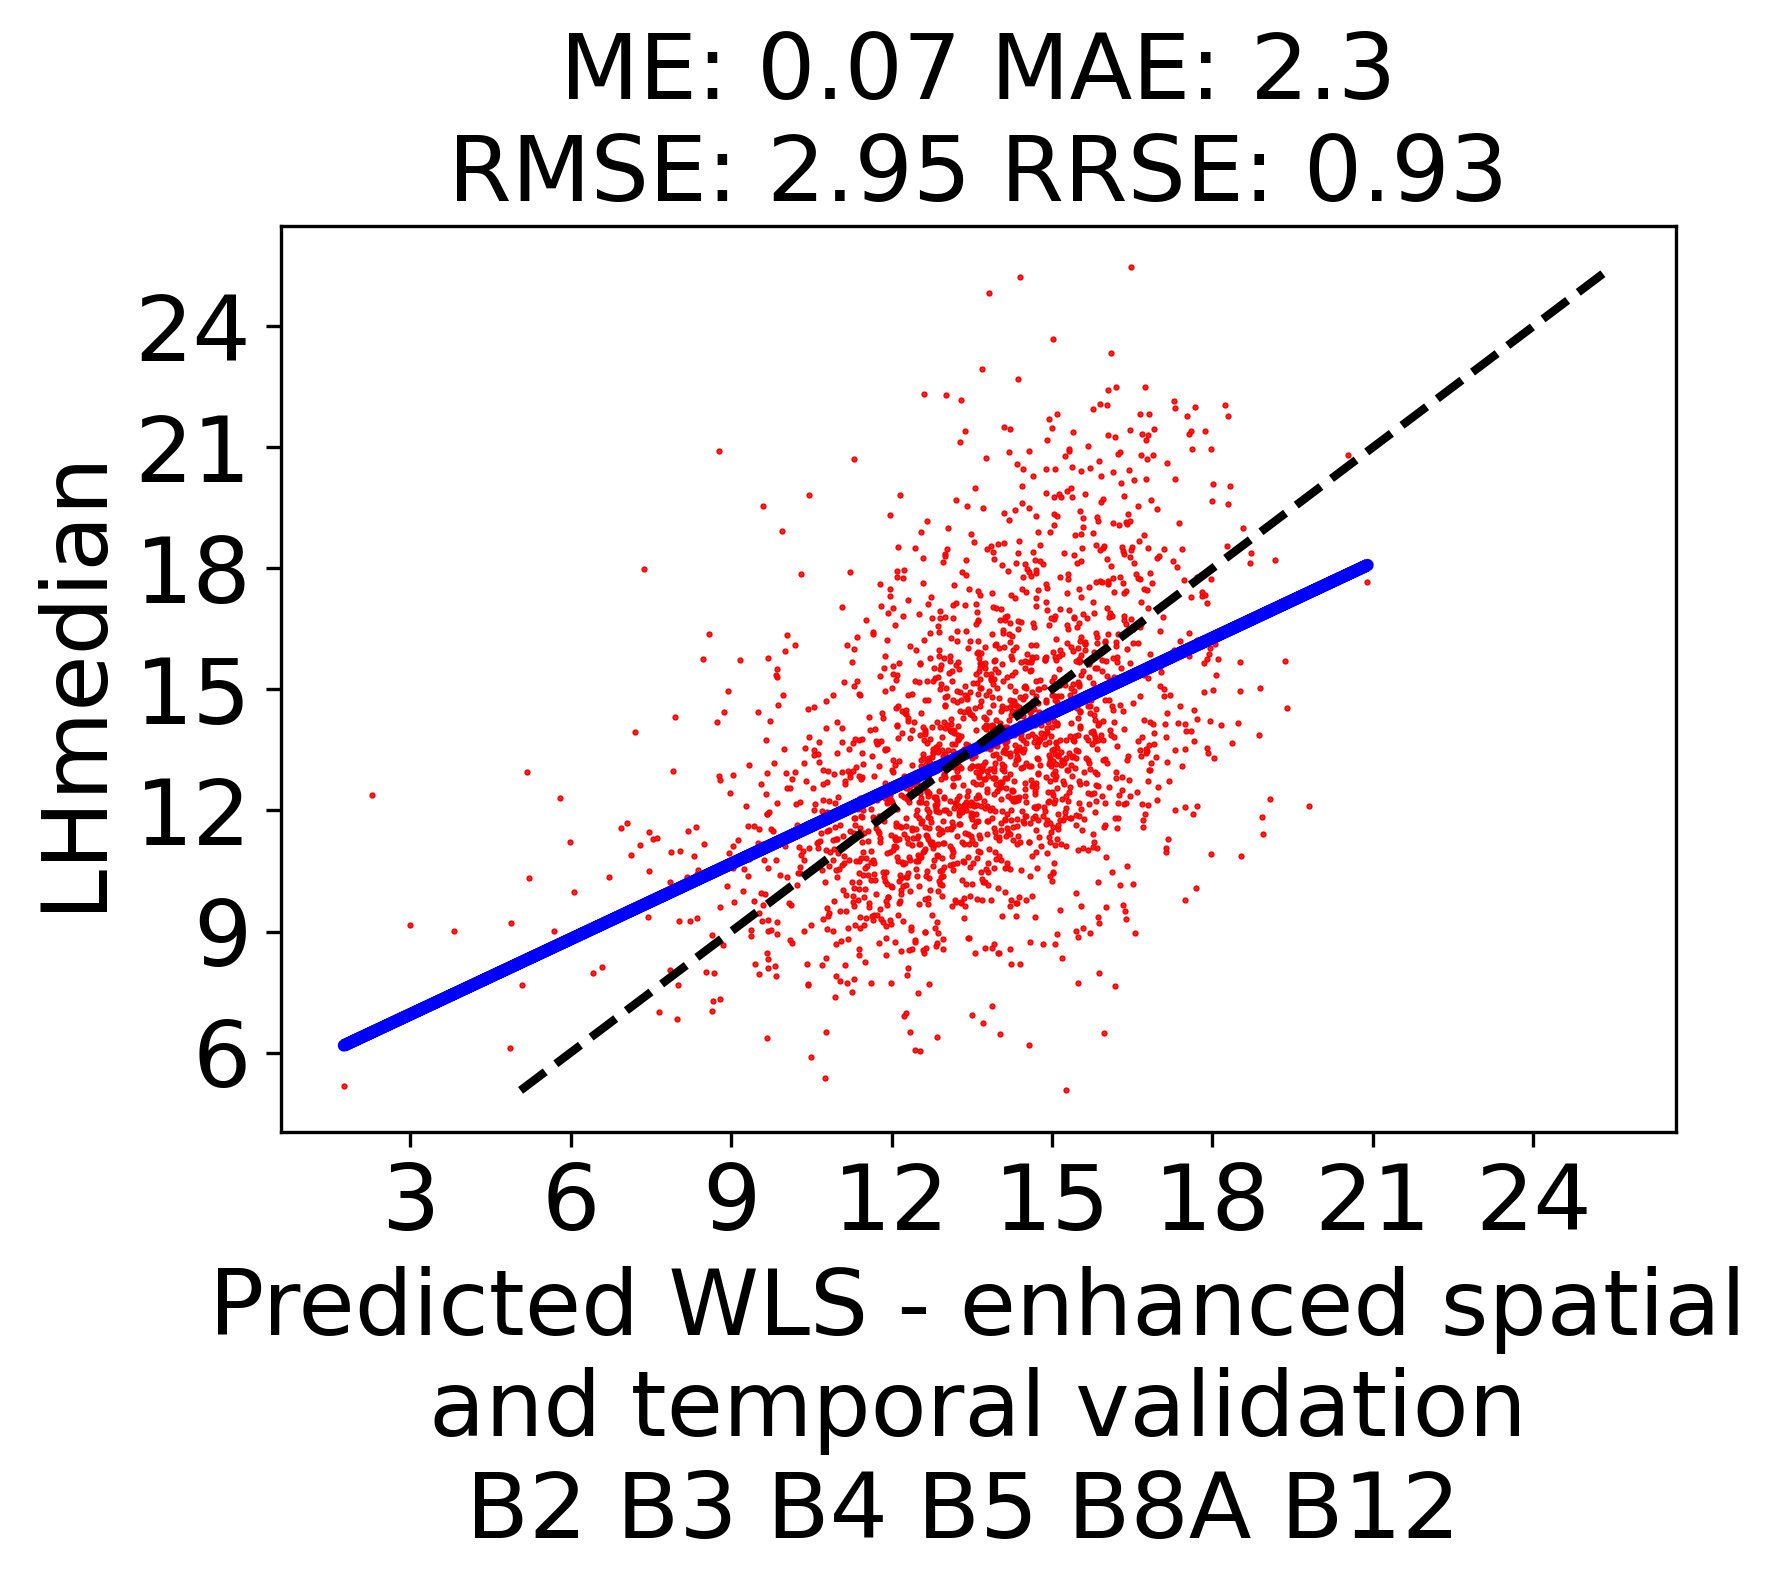 ME: 0.07 MAE: 2.3
RMSE: 2.95 RRSE: 0.93
LHmedian
24
21
18
15
12
9
6
3 6 9 12 15 18 21 24
Predicted WLS - enhanced spatial
and temporal validation
B2 B3 B4 B5 B8A B12